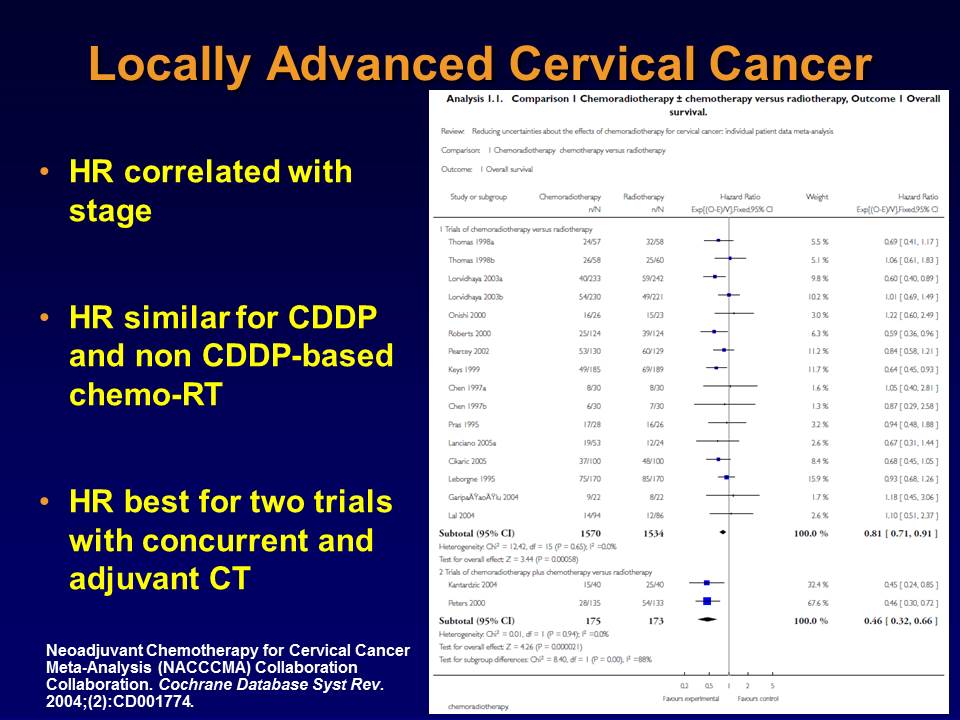 Locally Advanced Cervical Cancer
• HR correlated with
stage
• HR similar for CDDP
and non CDDP-based
chemo-RT
• HR best for two trials
with concurrent and
adjuvant CT
Neoadjuvant Chemotherapy for Cervical Cancer
Meta-Analysis (NACCCMA) Collaboration
Collaboration. Cochrane Database Syst Rev.
2004;(2):CD001774.
Analysis 1.1. Comparison 1 Chemoradiotherapy ± chemotherapy versus radiotherapy, Outcome 1 Overall
survival.
Review: Reducing uncertainties about the effects of chemoradiotherapy for cervical cancer: individual patient data meta-analysis
Comparison: 1 Chemoradiotherapy chemotherapy versus radiotherapy
Outcome: 1 Overall survival
Study or subgroup Chemoradiotherapy Radiotherapy Hazard Ratio Weight Hazard Ratio
n/N n/N Exp[(O-E)/V],Fixed,95% CI Exp[(O-E)/V],Fixed,95% CI
1 Trials of chemoradiotherapy versus radiotherapy
Thomas 1998a 24/57 32/58 5.5 % 0.69 [ 0.41, 1.17 ]
Thomas 1998b 26/58 25/60 5.1 % 1.06 [ 0.61, 1.83 ]
Lorvidhaya 2003a 40/233 59/242 9.8 % 0.60 [ 0.40, 0.89 ]
Lorvidhaya 2003b 54/230 49/221 10.2 % 1.01 [ 0.69, 1.49 ]
Onishi 2000 16/26 15/23 3.0 % 1.22 [ 0.60, 2.49 ]
Roberts 2000 25/124 39/124 6.3 % 0.59 [ 0.36, 0.96 ]
Pearcey 2002 53/130 60/129 11.2 % 0.84 [ 0.58, 1.21 ]
Keys 1999 49/185 69/189 11.7 % 0.64 [ 0.45, 0.93 ]
Chen 1997a 8/30 8/30 1.6 % 1.05 [ 0.40, 2.81 ]
Chen 1997b 6/30 7/30 1.3 % 0.87 [ 0.29, 2.58 ]
Pras 1995 17/28 16/26 3.2 % 0.94 [ 0.48, 1.88 ]
Lanciano 2005a 19/53 12/24 2.6 % 0.67 [ 0.31, 1.44 ]
Cikaric 2005 37/100 48/100 8.4 % 0.68 [ 0.45, 1.05 ]
Leborgne 1995 75/170 85/170 15.9 % 0.93 [ 0.68, 1.26 ]
GaripaÄŸaoÄŸlu 2004 9/22 8/22 1.7 % 1.18 [ 0.45, 3.06 ]
Lal 2004 14/94 12/86 2.6 % 1.10 [ 0.51, 2.37 ]
Subtotal (95% CI) 1570 1534 100.0 % 0.81 [ 0.71, 0.91 ]
Heterogeneity: Chi² = 12.42, df = 15 (P = 0.65); I² =0.0%
Test for overall effect: Z = 3.44 (P = 0.00058)
2 Trials of chemoradiotherapy plus chemotherapy versus radiotherapy
Kantardzic 2004 15/40 25/40 32.4 % 0.45 [ 0.24, 0.85 ]
Peters 2000 28/135 54/133 67.6 % 0.46 [ 0.30, 0.72 ]
Subtotal (95% CI) 175 173 100.0 % 0.46 [ 0.32, 0.66 ]
Heterogeneity: Chi² = 0.01, df = 1 (P = 0.94); I² =0.0%
Test for overall effect: Z = 4.26 (P = 0.000021)
Test for subgroup differences: Chi² = 8.40, df = 1 (P = 0.00), I² =88%
0.2 0.5 1 2 5
Favours experimental Favours control
chemoradiotherapy.